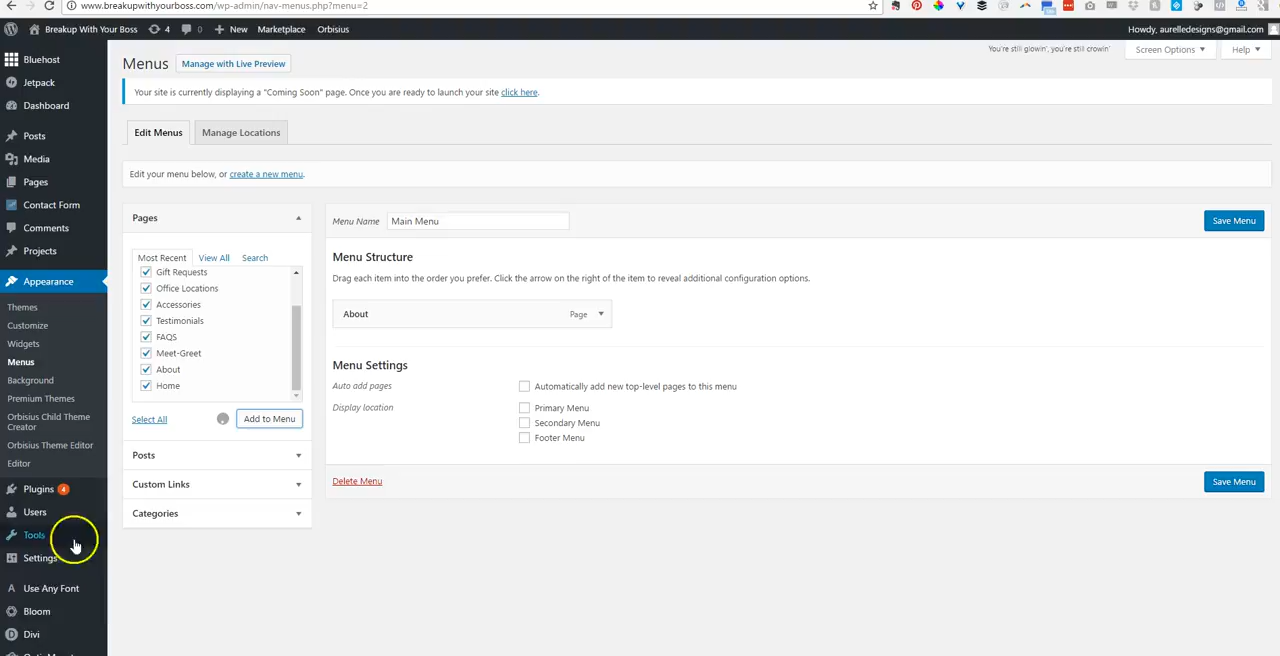 www.breakupwithyourboss.com/wp-admin/nav-menus.php?menu=2
Breakup With Your Boss 4 0 New Marketplace Orbisius Howdy, aurelledesigns@gmail.com
Bluehost
Jetpack
Dashboard
Posts
Media
Pages
Contact Form
Comments
Projects
Appearance
Themes
Customize
Widgets
Menus
Background
Premium Themes
Orbisius Child Theme
Creator
Orbisius Theme Editor
Editor
Plugins 4
Users
Tools
Settings
Use Any Font
Bloom
Divi
You're still glowin', you're still crowin'
Screen Options
Help
Menus
Manage with Live Preview
Your site is currently displaying a "Coming Soon" page. Once you are ready to launch your site click here.
Edit Menus
Manage Locations
Edit your menu below, or create a new menu.
Pages
Most Recent View All Search
Gift Requests
Office Locations
Accessories
Testimonials
FAQS
Meet-Greet
About
Home
Select All
Add to Menu
Posts
Custom Links
Categories
Menu Name Main Menu
Save Menu
Menu Structure
Drag each item into the order you prefer. Click the arrow on the right of the item to reveal additional configuration options.
About Page
Menu Settings
Auto add pages Automatically add new top-level pages to this menu
Display location Primary Menu
Secondary Menu
Footer Menu
Delete Menu
Save Menu